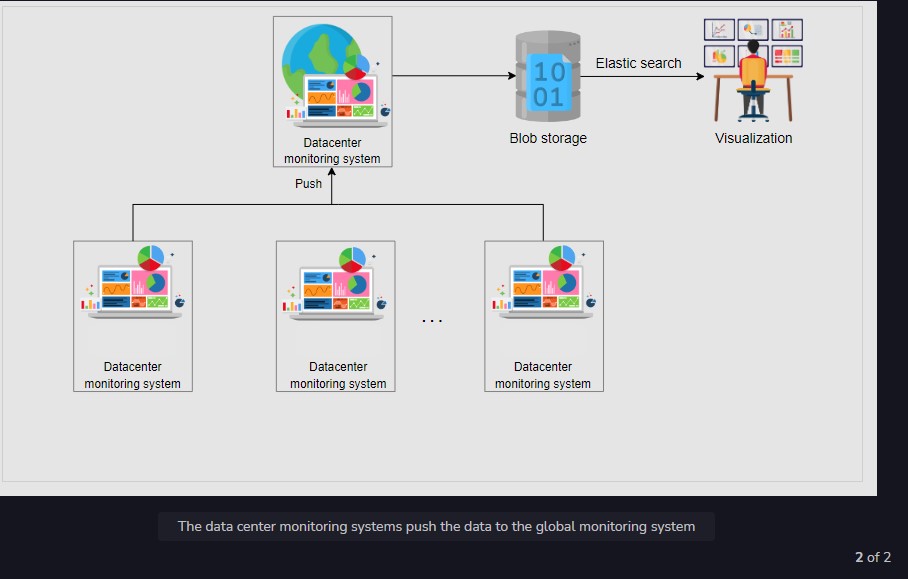 Datacenter
monitoring system
10
01
Blob storage
Elastic search
Visualization
Push
Datacenter
monitoring system
Datacenter
monitoring system
...
Datacenter
monitoring system
The data center monitoring systems push the data to the global monitoring system
2 of 2